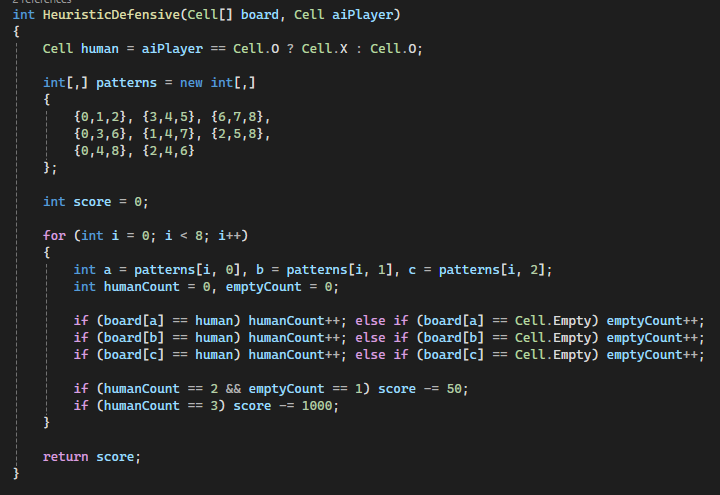 2 references
int HeuristicDefensive(Cell[] board, Cell aiPlayer)
{
    Cell human = aiPlayer == Cell.O ? Cell.X : Cell.O;

    int[,] patterns = new int[,]
    {
        {0,1,2}, {3,4,5}, {6,7,8},
        {0,3,6}, {1,4,7}, {2,5,8},
        {0,4,8}, {2,4,6}
    };

    int score = 0;

    for (int i = 0; i < 8; i++)
    {
        int a = patterns[i, 0], b = patterns[i, 1], c = patterns[i, 2];
        int humanCount = 0, emptyCount = 0;

        if (board[a] == human) humanCount++; else if (board[a] == Cell.Empty) emptyCount++;
        if (board[b] == human) humanCount++; else if (board[b] == Cell.Empty) emptyCount++;
        if (board[c] == human) humanCount++; else if (board[c] == Cell.Empty) emptyCount++;

        if (humanCount == 2 && emptyCount == 1) score -= 50;
        if (humanCount == 3) score -= 1000;
    }

    return score;
}